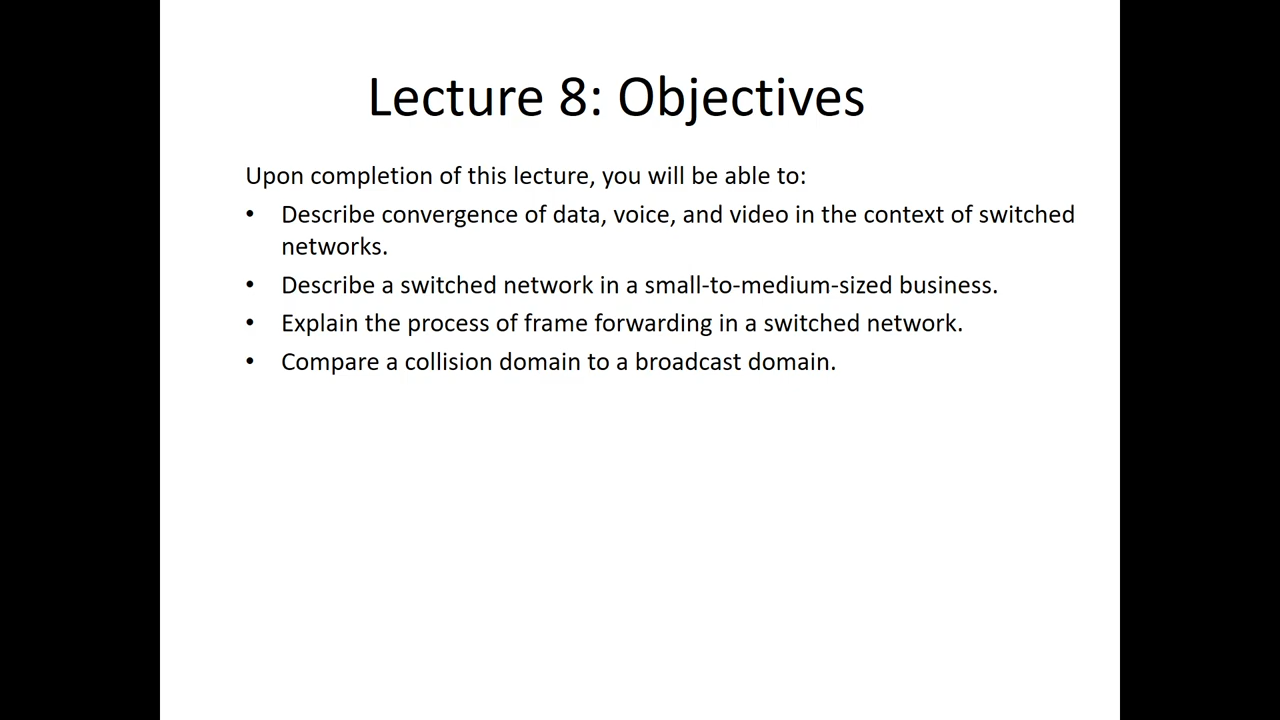 Lecture 8: Objectives
Upon completion of this lecture, you will be able to:
• Describe convergence of data, voice, and video in the context of switched
networks.
• Describe a switched network in a small-to-medium-sized business.
• Explain the process of frame forwarding in a switched network.
• Compare a collision domain to a broadcast domain.